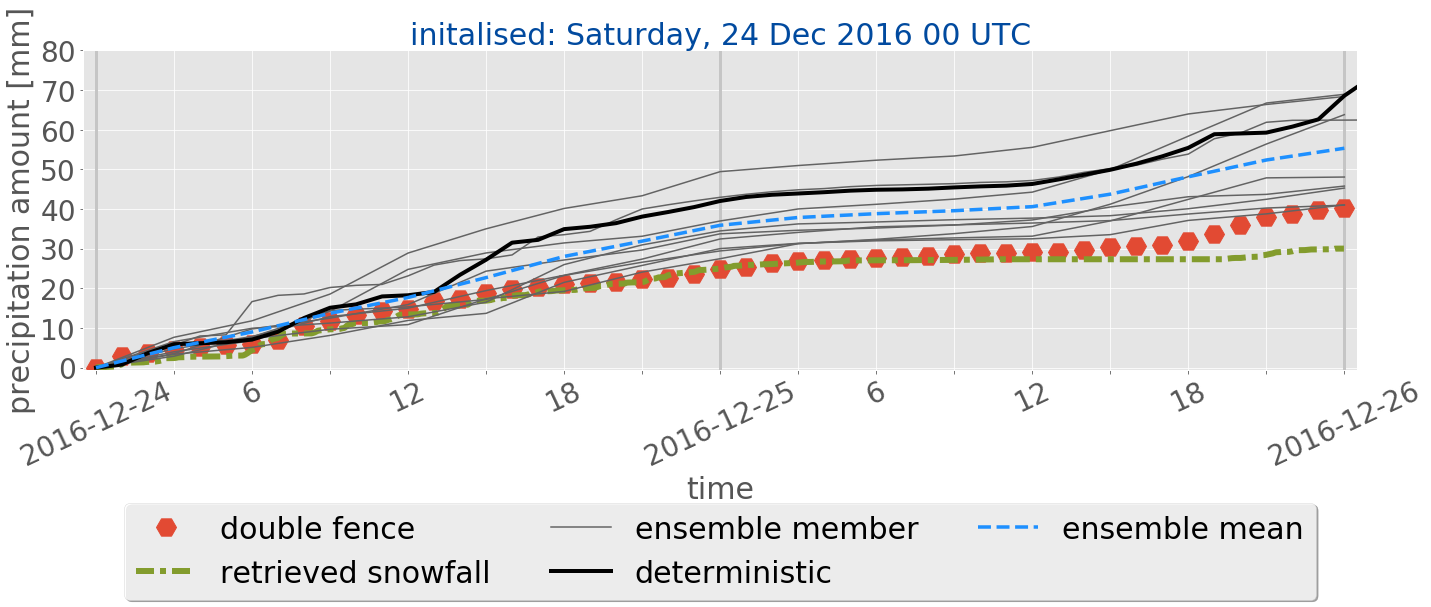 initalised: Saturday, 24 Dec 2016 00 UTC
precipitation amount [mm]
80
70
60
50
40
30
20
10
0
2016-12-24 6 12 18 2016-12-25 6 12 18 2016-12-26
time
double fence ensemble member ensemble mean
retrieved snowfall deterministic